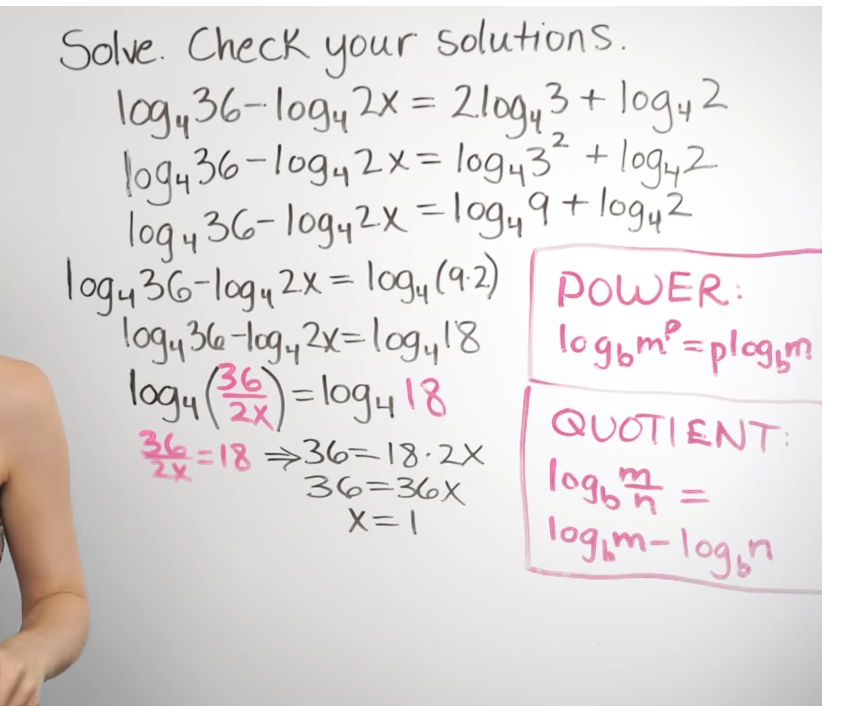 Solve. Check your solutions.
log₄36-log₄2x = 2log₄3 + log₄2
log₄36-log₄2x = log₄3² + log₄2
log₄36-log₄2x = log₄9 + log₄2
log₄36-log₄2x = log₄(9·2)
log₄36-log₄2x = log₄18
log₄(36/2x) = log₄18
36/2x = 18 ⇒ 36=18·2x
36=36x
x=1
POWER:
log_b m^p = plog_b m
QUOTIENT:
log_b m/n =
log_b m - log_b n